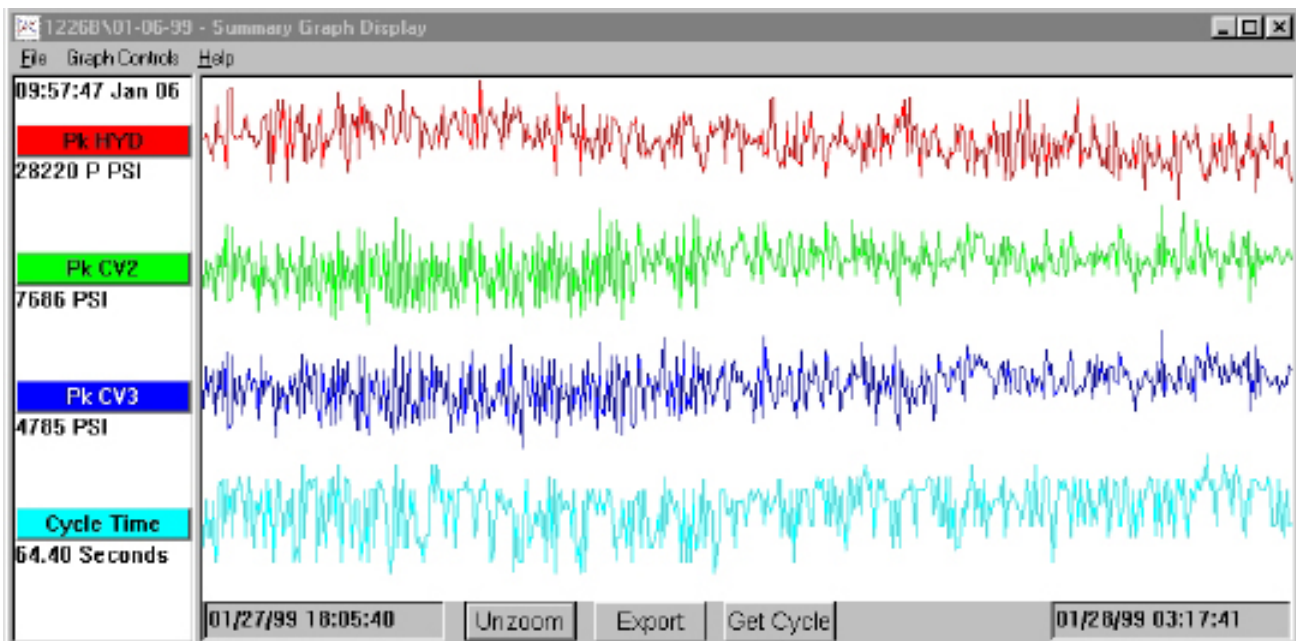 12268\01-06-99 - Summary Graph Display
File Graph Controls Help
09:57:47 Jan 06
Pk HYD
28220 P PSI
Pk CV2
7686 PSI
Pk CV3
4785 PSI
Cycle Time
64.40 Seconds
01/27/99 18:05:40 Unzoom Export Get Cycle 01/28/99 03:17:41